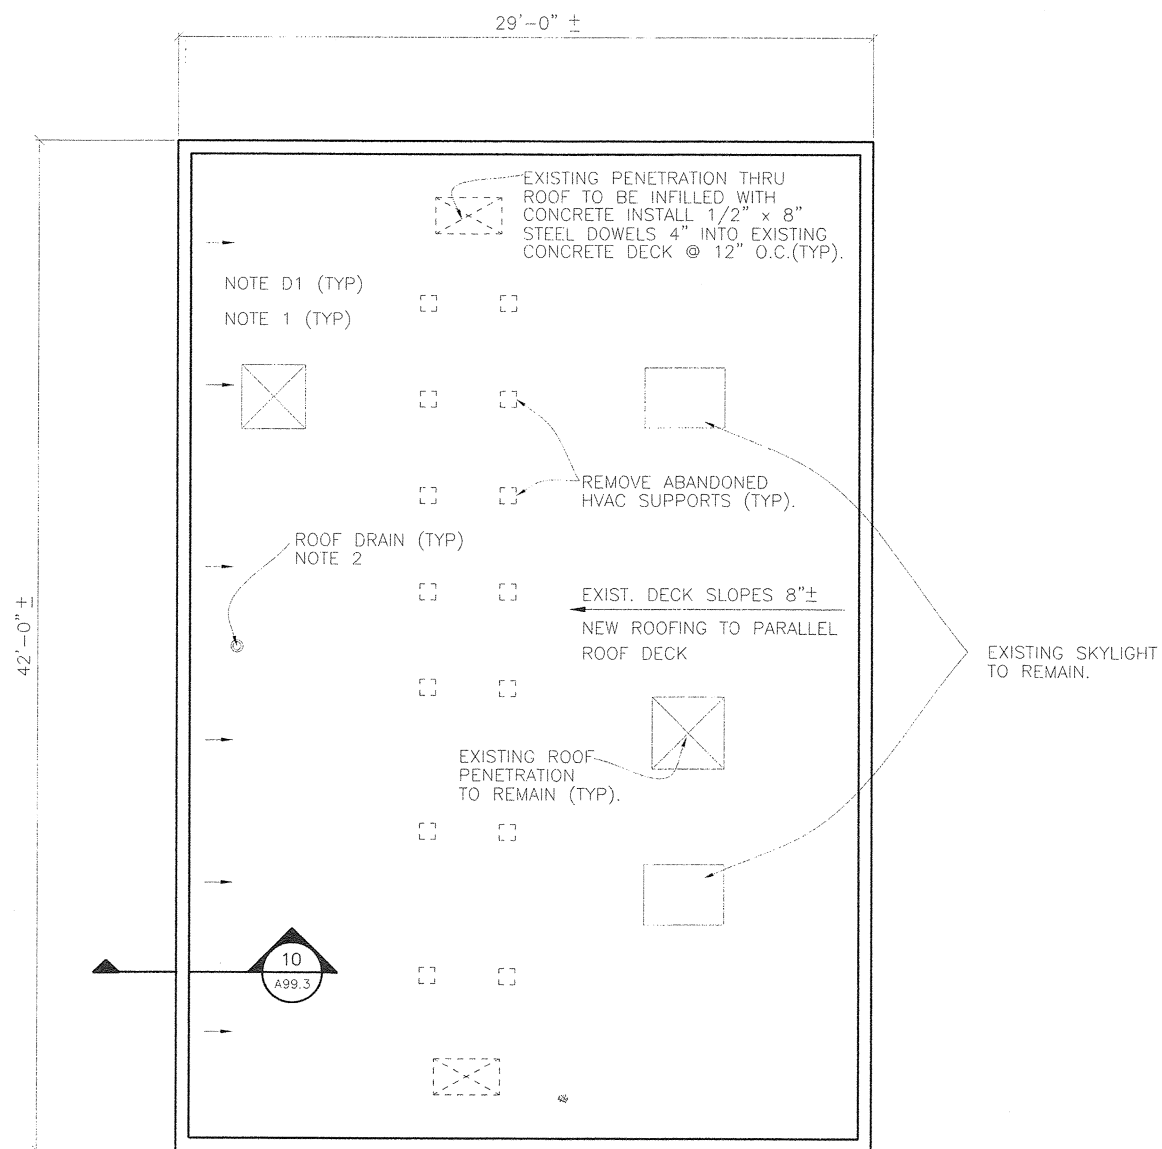 29'-0" ±
EXISTING PENETRATION THRU
ROOF TO BE INFILLED WITH
CONCRETE INSTALL 1/2" x 8"
STEEL DOWELS 4" INTO EXISTING
CONCRETE DECK @ 12" O.C.(TYP).
NOTE D1 (TYP)
NOTE 1 (TYP)
REMOVE ABANDONED
HVAC SUPPORTS (TYP).
ROOF DRAIN (TYP)
NOTE 2
EXIST. DECK SLOPES 8"±
NEW ROOFING TO PARALLEL
ROOF DECK
42'-0" ±
EXISTING SKYLIGHT
TO REMAIN.
EXISTING ROOF
PENETRATION
TO REMAIN (TYP).
10
A99.3